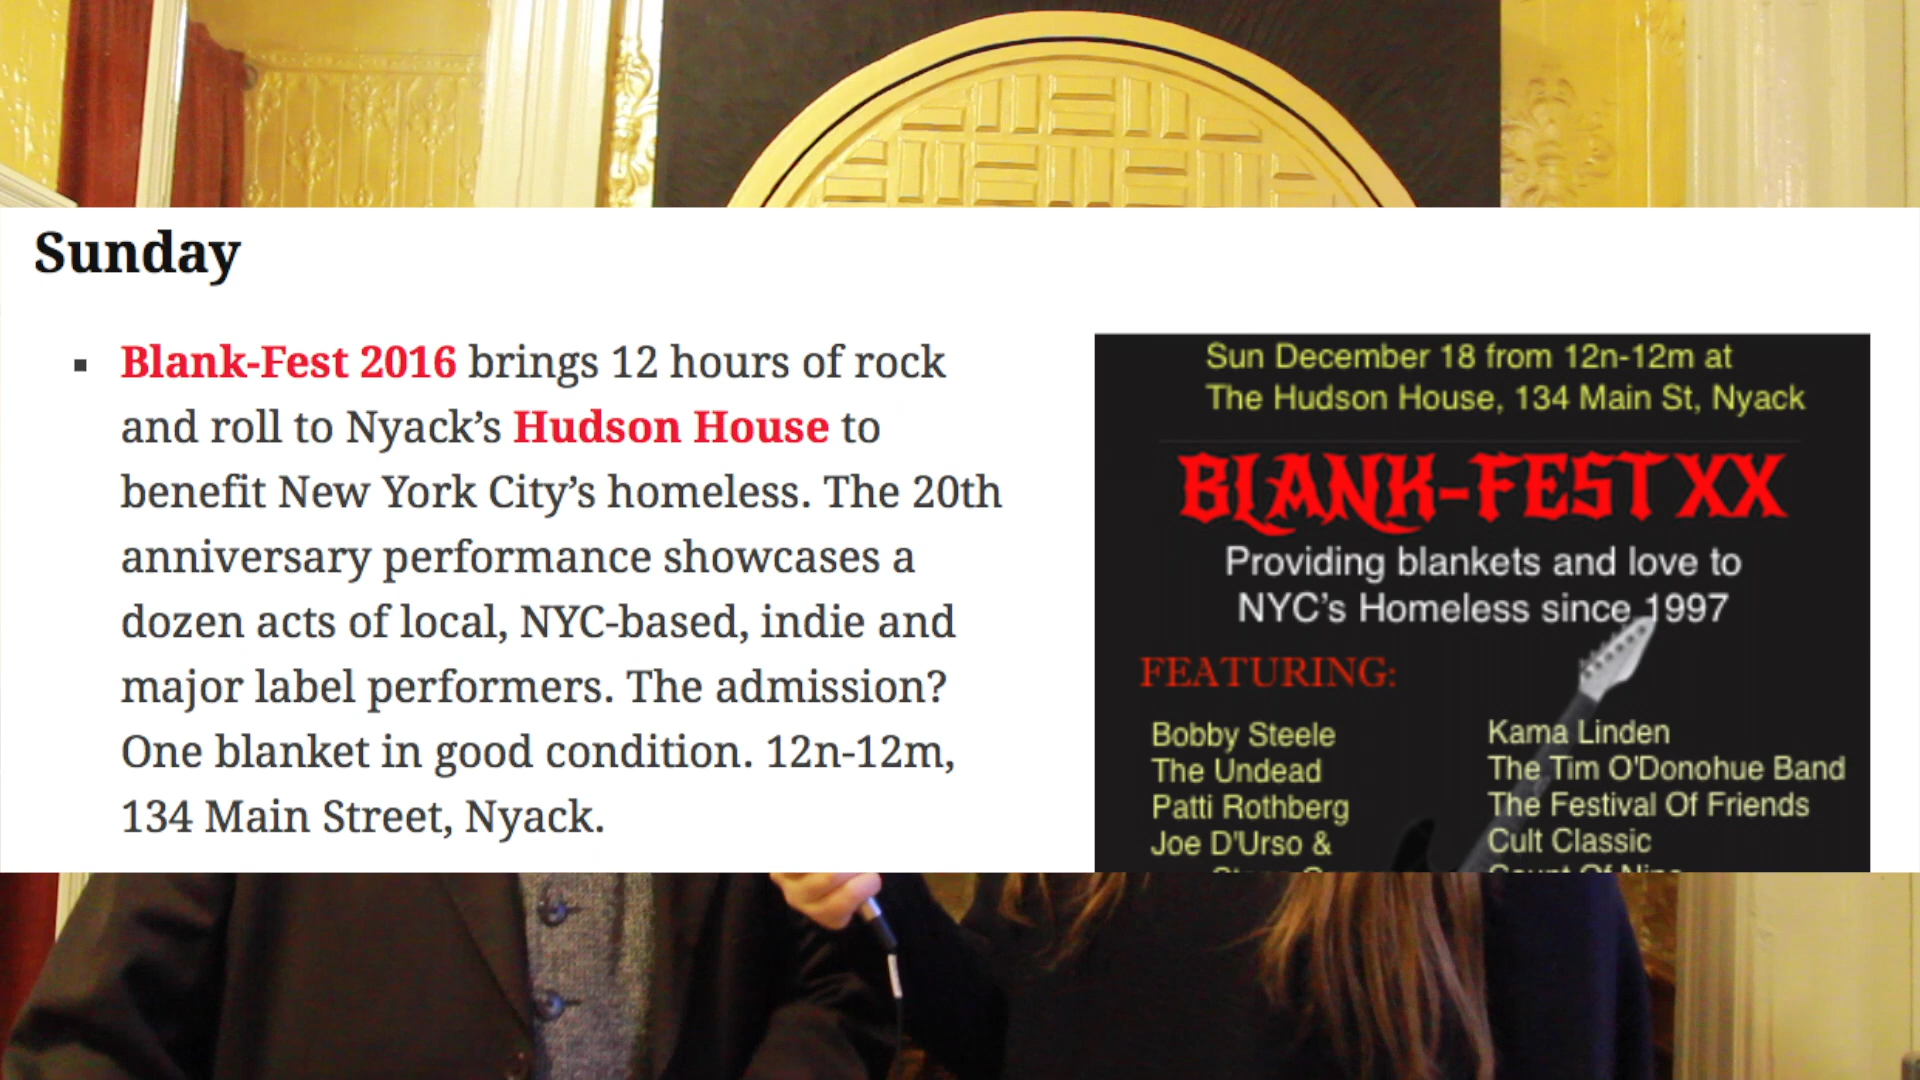 Sunday
▪ Blank-Fest 2016 brings 12 hours of rock
and roll to Nyack’s Hudson House to
benefit New York City’s homeless. The 20th
anniversary performance showcases a
dozen acts of local, NYC-based, indie and
major label performers. The admission?
One blanket in good condition. 12n-12m,
134 Main Street, Nyack.
Sun December 18 from 12n-12m at
The Hudson House, 134 Main St, Nyack
BLANK-FEST XX
Providing blankets and love to
NYC’s Homeless since 1997
FEATURING:
Bobby Steele
The Undead
Patti Rothberg
Joe D'Urso &
Kama Linden
The Tim O'Donohue Band
The Festival Of Friends
Cult Classic